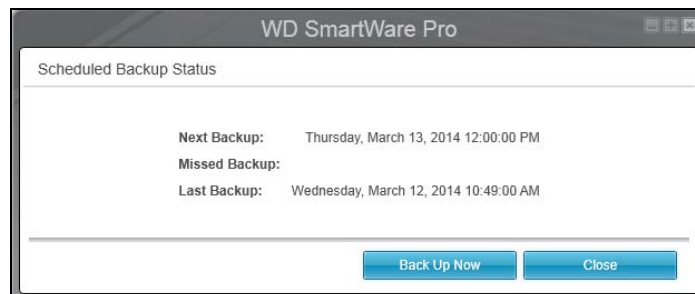 WD SmartWare Pro
Scheduled Backup Status
Next Backup: Thursday, March 13, 2014 12:00:00 PM
Missed Backup:
Last Backup: Wednesday, March 12, 2014 10:49:00 AM
Back Up Now Close